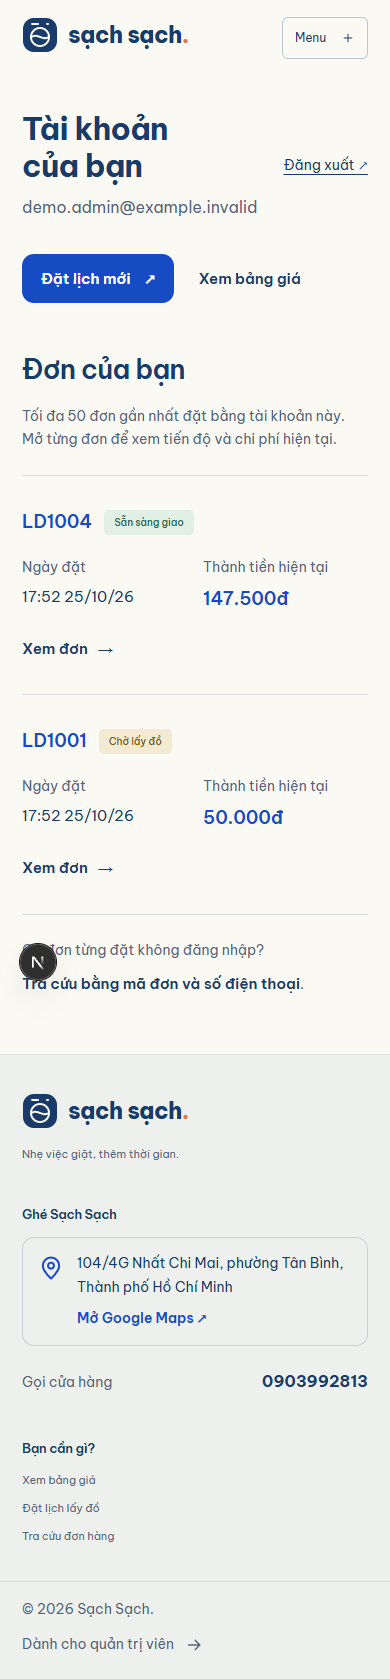 sạch sạch.
Menu +
Tài khoản
của bạn
Đăng xuất ↗
demo.admin@example.invalid
Đặt lịch mới ↗
Xem bảng giá
Đơn của bạn
Tối đa 50 đơn gần nhất đặt bằng tài khoản này.
Mở từng đơn để xem tiến độ và chi phí hiện tại.
LD1004 Sẵn sàng giao
Ngày đặt Thành tiền hiện tại
17:52 25/10/26 147.500đ
Xem đơn →
LD1001 Chờ lấy đồ
Ngày đặt Thành tiền hiện tại
17:52 25/10/26 50.000đ
Xem đơn →
đơn từng đặt không đăng nhập?
N
Tra cứu bằng mã đơn và số điện thoại.
sạch sạch.
Nhẹ việc giặt, thêm thời gian.
Ghé Sạch Sạch
104/4G Nhất Chi Mai, phường Tân Bình,
Thành phố Hồ Chí Minh
Mở Google Maps ↗
Gọi cửa hàng 0903992813
Bạn cần gì?
Xem bảng giá
Đặt lịch lấy đồ
Tra cứu đơn hàng
© 2026 Sạch Sạch.
Dành cho quản trị viên →